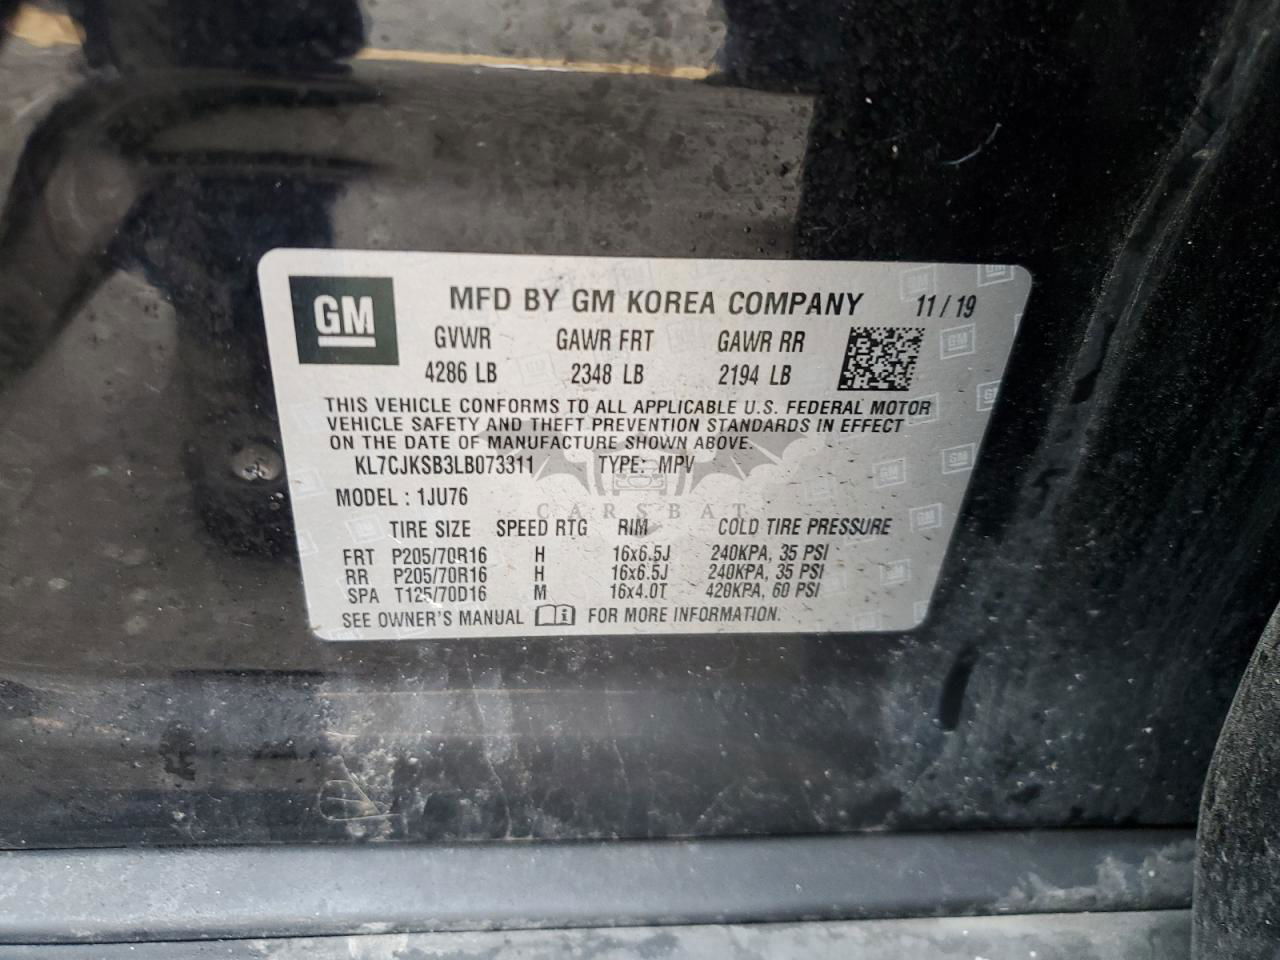 GM
MFD BY GM KOREA COMPANY 11 / 19
GVWR GAWR FRT GAWR RR
4286 LB 2348 LB 2194 LB
THIS VEHICLE CONFORMS TO ALL APPLICABLE U.S. FEDERAL MOTOR
VEHICLE SAFETY AND THEFT PREVENTION STANDARDS IN EFFECT
ON THE DATE OF MANUFACTURE SHOWN ABOVE.
KL7CJKSB3LB073311 TYPE: MPV
MODEL : 1JU76
CARSBAT
TIRE SIZE SPEED RTG RIM COLD TIRE PRESSURE
FRT P205/70R16 H 16x6.5J 240KPA, 35 PSI
RR P205/70R16 H 16x6.5J 240KPA, 35 PSI
SPA T125/70D16 M 16x4.0T 420KPA, 60 PSI
SEE OWNER'S MANUAL FOR MORE INFORMATION.